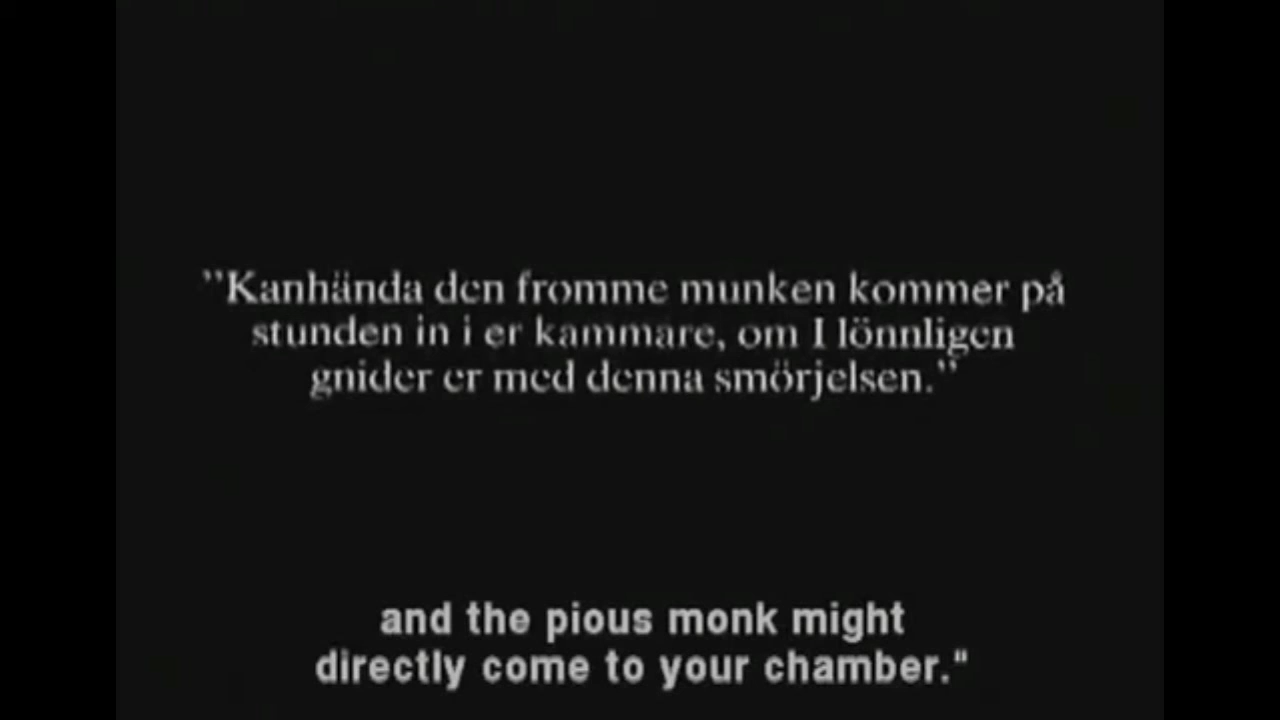 ”Kanhända den fromme munken kommer på
stunden in i er kammare, om I lönnligen
gnider er med denna smörjelsen.”
and the pious monk might
directly come to your chamber."